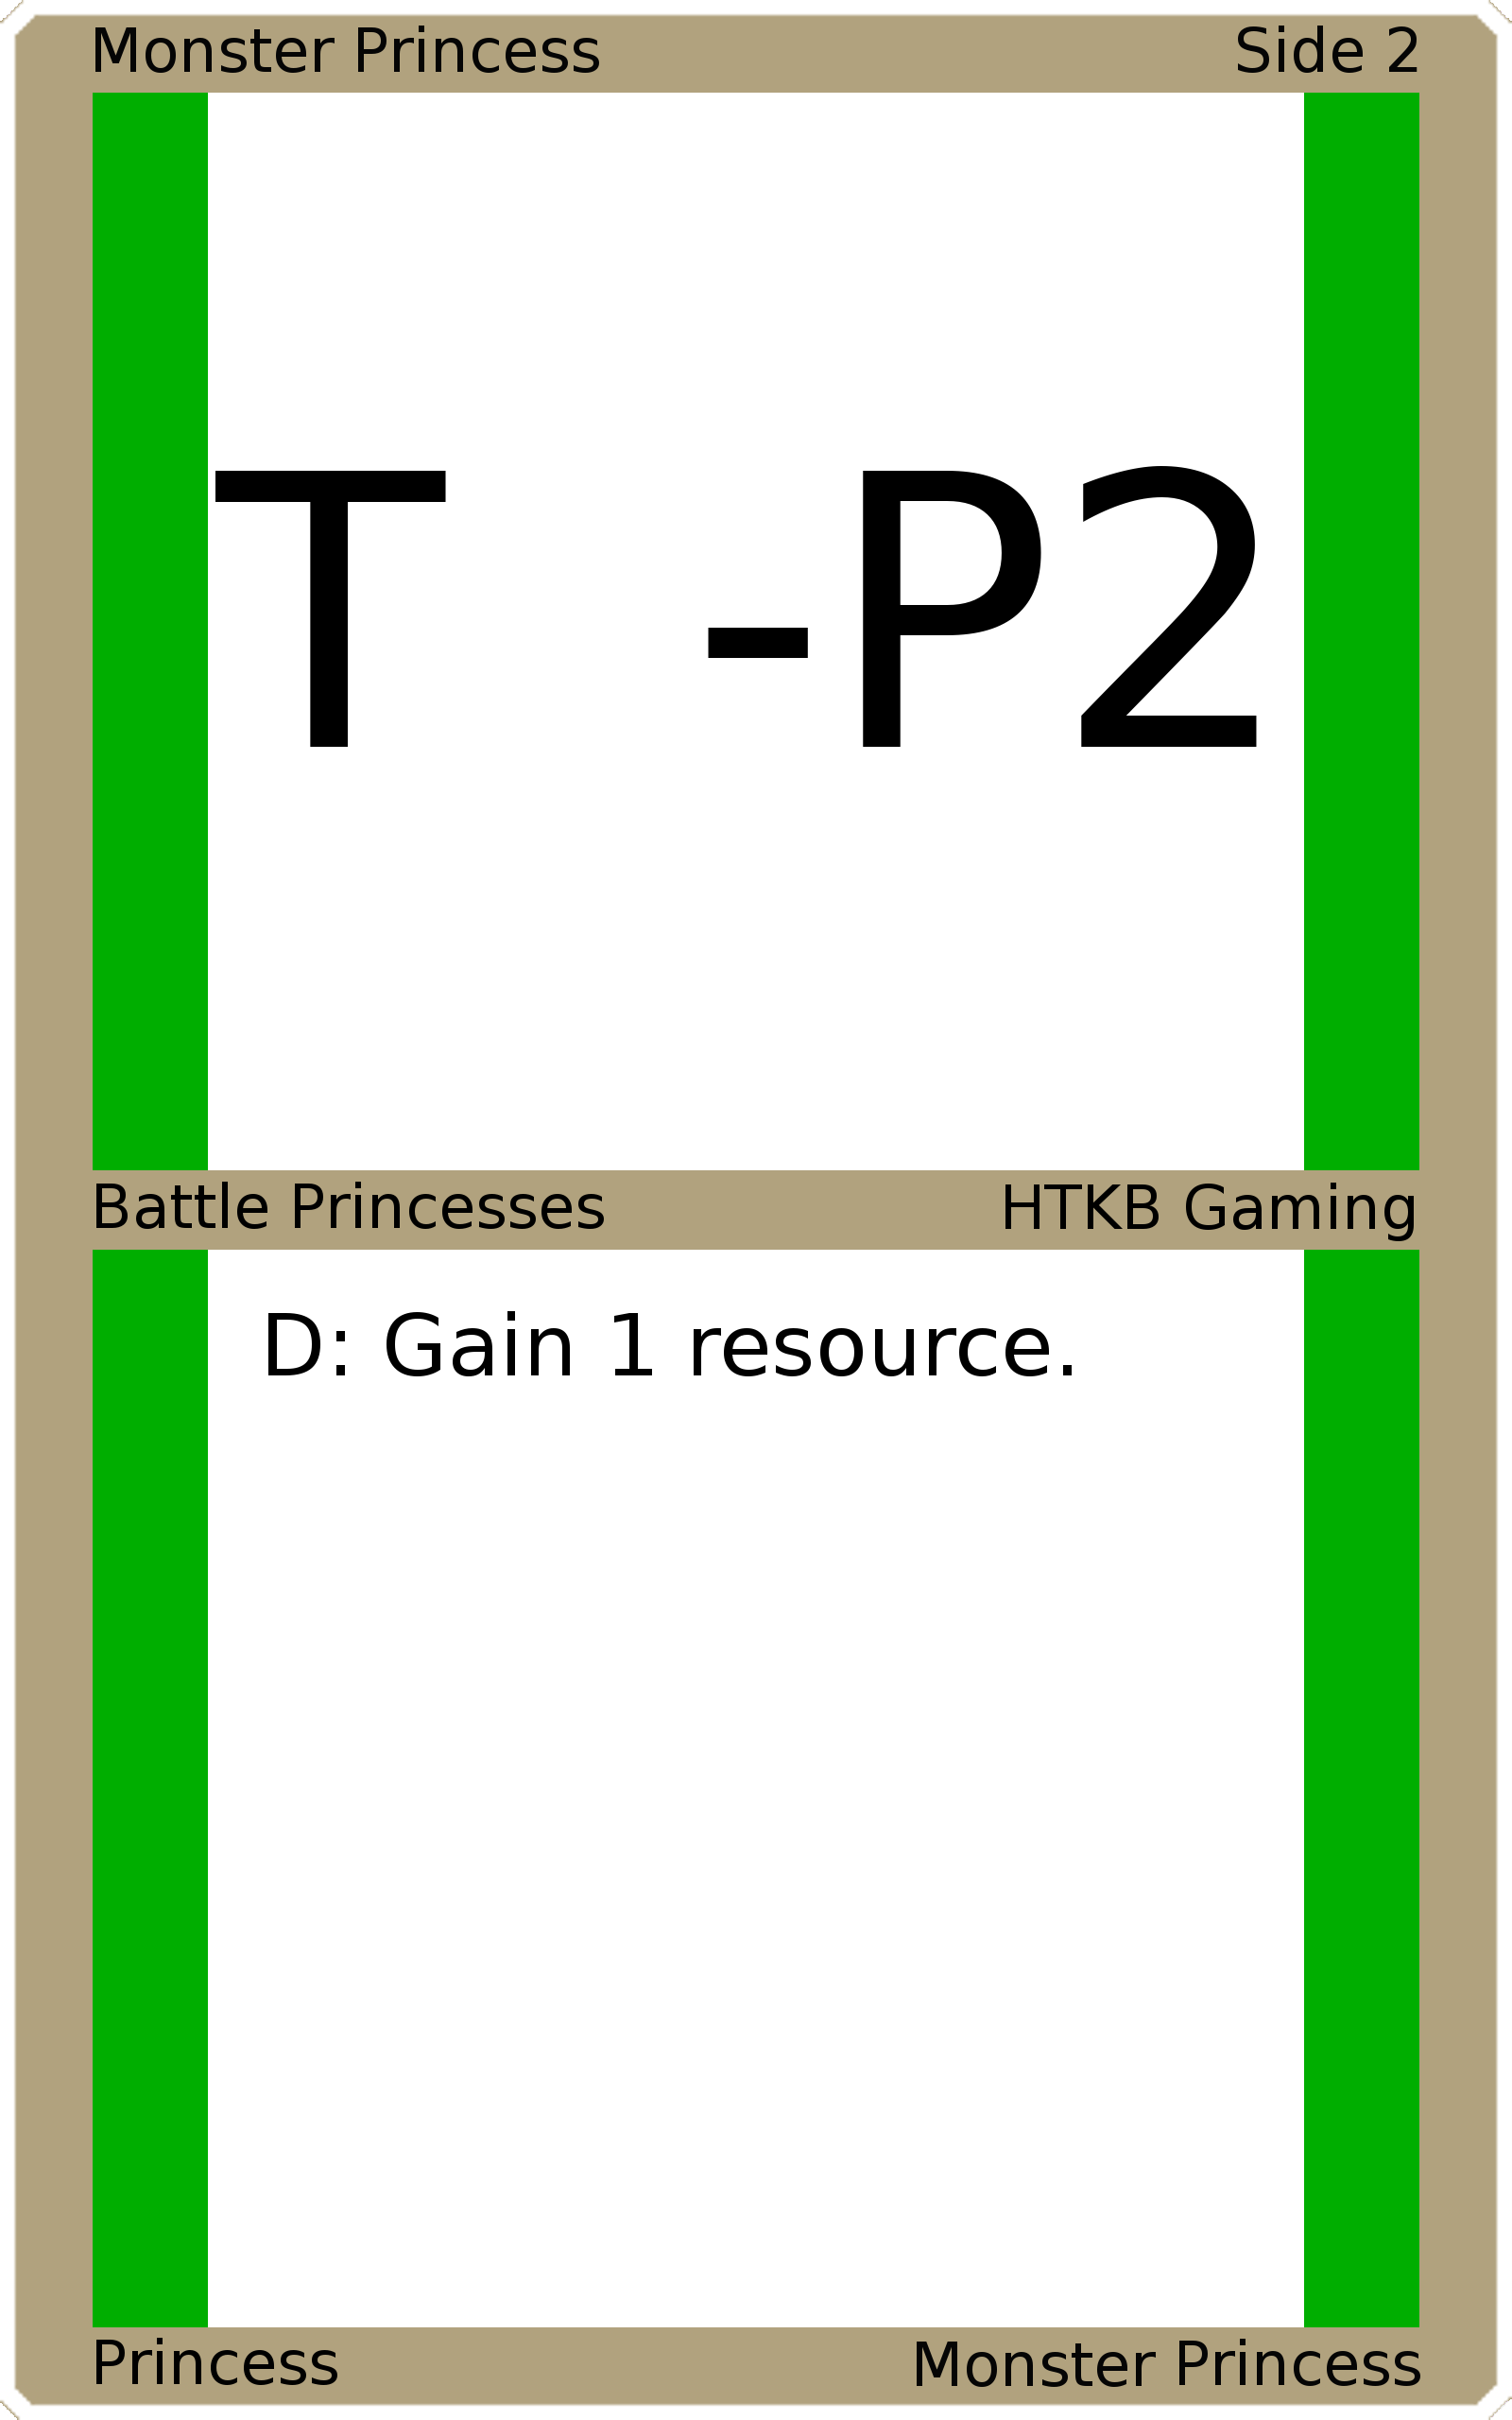 Monster Princess Side 2
T -P2
Battle Princesses HTKB Gaming
D: Gain 1 resource.
Princess Monster Princess